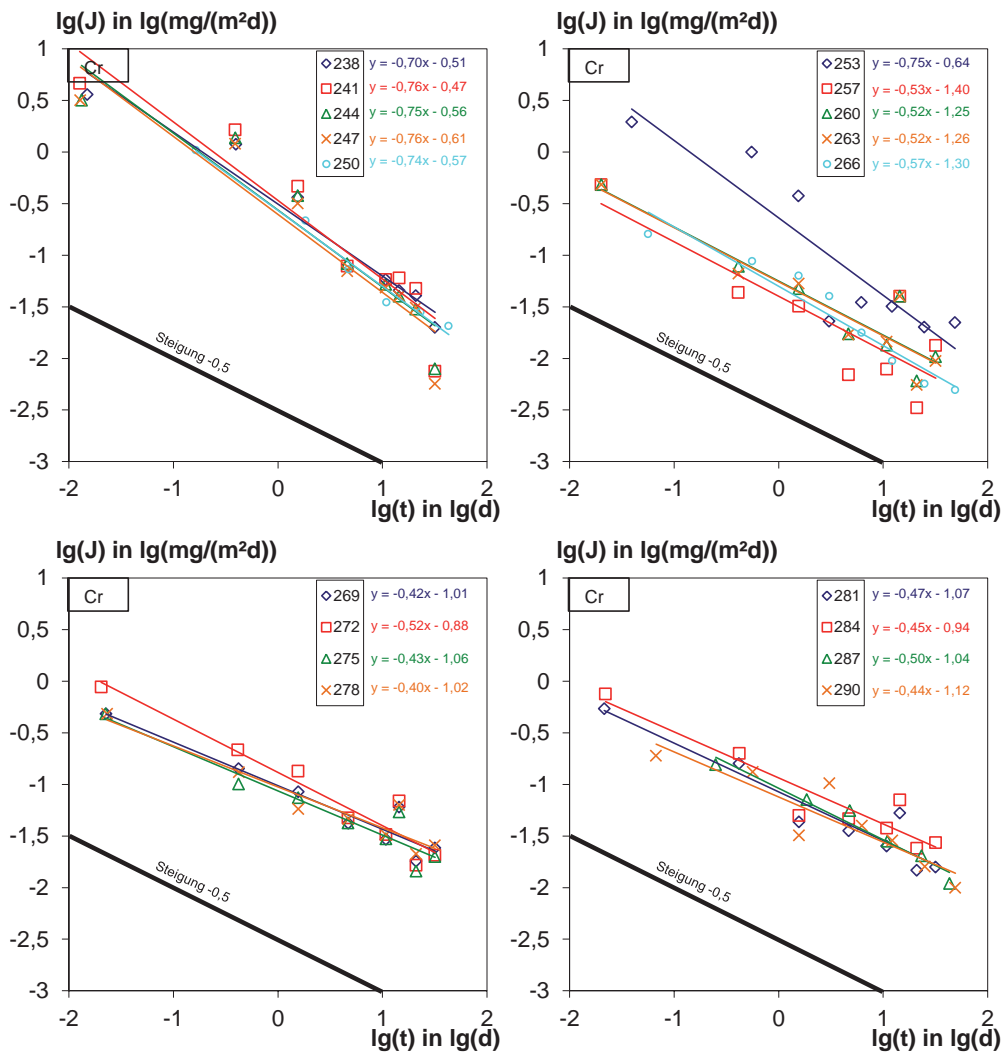 lg(J) in lg(mg/(m²d))
1
0,5
0
-0,5
-1
-1,5
-2
-2,5
-3
Cr
238 y = -0,70x - 0,51
241 y = -0,76x - 0,47
244 y = -0,75x - 0,56
247 y = -0,76x - 0,61
250 y = -0,74x - 0,57
Steigung -0,5
-2 -1 0 1 2
lg(t) in lg(d)
lg(J) in lg(mg/(m²d))
1
0,5
0
-0,5
-1
-1,5
-2
-2,5
-3
Cr
253 y = -0,75x - 0,64
257 y = -0,53x - 1,40
260 y = -0,52x - 1,25
263 y = -0,52x - 1,26
266 y = -0,57x - 1,30
Steigung -0,5
-2 -1 0 1 2
lg(t) in lg(d)
lg(J) in lg(mg/(m²d))
1
0,5
0
-0,5
-1
-1,5
-2
-2,5
-3
Cr
269 y = -0,42x - 1,01
272 y = -0,52x - 0,88
275 y = -0,43x - 1,06
278 y = -0,40x - 1,02
Steigung -0,5
-2 -1 0 1 2
lg(t) in lg(d)
lg(J) in lg(mg/(m²d))
1
0,5
0
-0,5
-1
-1,5
-2
-2,5
-3
Cr
281 y = -0,47x - 1,07
284 y = -0,45x - 0,94
287 y = -0,50x - 1,04
290 y = -0,44x - 1,12
Steigung -0,5
-2 -1 0 1 2
lg(t) in lg(d)